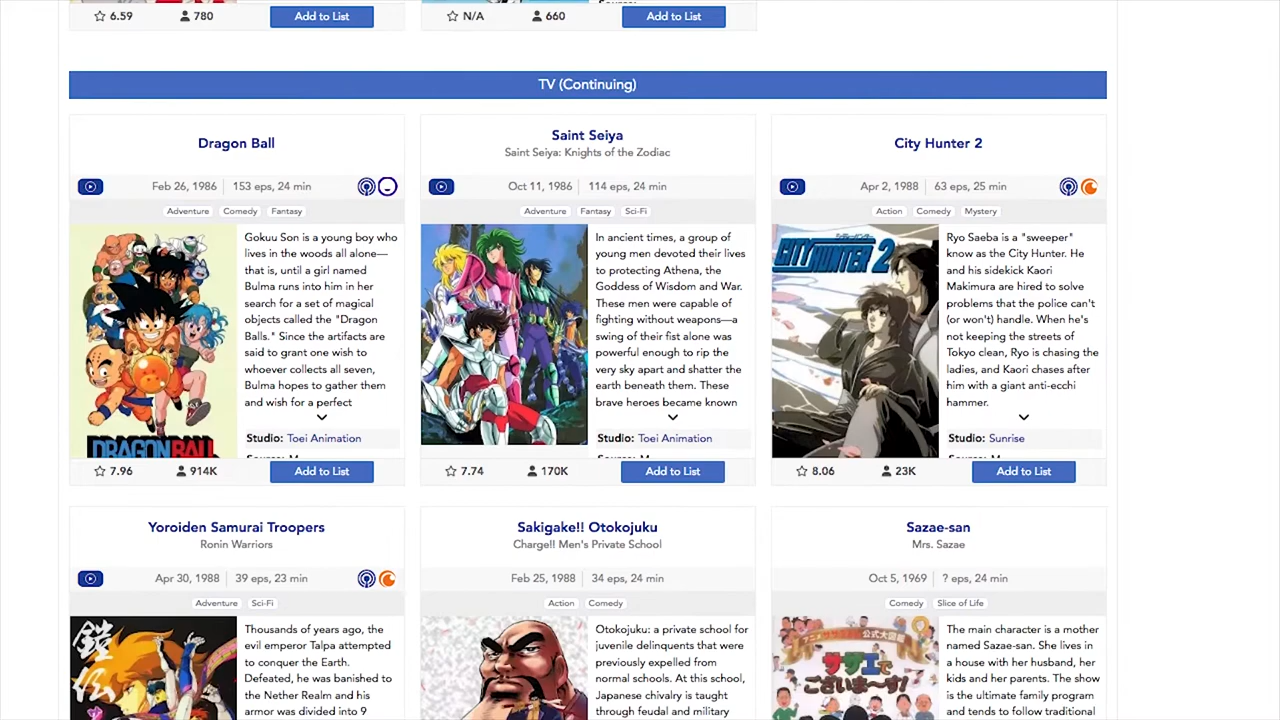 6.59 780 Add to List
N/A 660 Add to List
TV (Continuing)
Dragon Ball
Feb 26, 1986 153 eps, 24 min
Adventure Comedy Fantasy
Gokuu Son is a young boy who
lives in the woods all alone—
that is, until a girl named
Bulma runs into him in her
search for a set of magical
objects called the "Dragon
Balls." Since the artifacts are
said to grant one wish to
whoever collects all seven,
Bulma hopes to gather them
and wish for a perfect
Studio: Toei Animation
DRAGON BALL
7.96 914K Add to List
Saint Seiya
Saint Seiya: Knights of the Zodiac
Oct 11, 1986 114 eps, 24 min
Adventure Fantasy Sci-Fi
In ancient times, a group of
young men devoted their lives
to protecting Athena, the
Goddess of Wisdom and War.
These men were capable of
fighting without weapons—a
swing of their fist alone was
powerful enough to rip the
very sky apart and shatter the
earth beneath them. These
brave heroes became known
Studio: Toei Animation
7.74 170K Add to List
City Hunter 2
Apr 2, 1988 63 eps, 25 min
Action Comedy Mystery
CITY HUNTER 2
Ryo Saeba is a "sweeper"
know as the City Hunter. He
and his sidekick Kaori
Makimura are hired to solve
problems that the police can't
(or won't) handle. When he's
not keeping the streets of
Tokyo clean, Ryo is chasing the
ladies, and Kaori chases after
him with a giant anti-ecchi
hammer.
Studio: Sunrise
8.06 23K Add to List
Yoroiden Samurai Troopers
Ronin Warriors
Apr 30, 1988 39 eps, 23 min
Adventure Sci-Fi
鎧伝
Thousands of years ago, the
evil emperor Talpa attempted
to conquer the Earth.
Defeated, he was banished to
the Nether Realm and his
armor was divided into 9
Sakigake!! Otokojuku
Charge!! Men's Private School
Feb 25, 1988 34 eps, 24 min
Action Comedy
Otokojuku: a private school for
juvenile delinquents that were
previously expelled from
normal schools. At this school,
Japanese chivalry is taught
through feudal and military
Sazae-san
Mrs. Sazae
Oct 5, 1969 ? eps, 24 min
Comedy Slice of Life
サザエで
ございま〜す!
The main character is a mother
named Sazae-san. She lives in
a house with her husband, her
kids and her parents. The show
is the ultimate family program
and tends to follow traditional